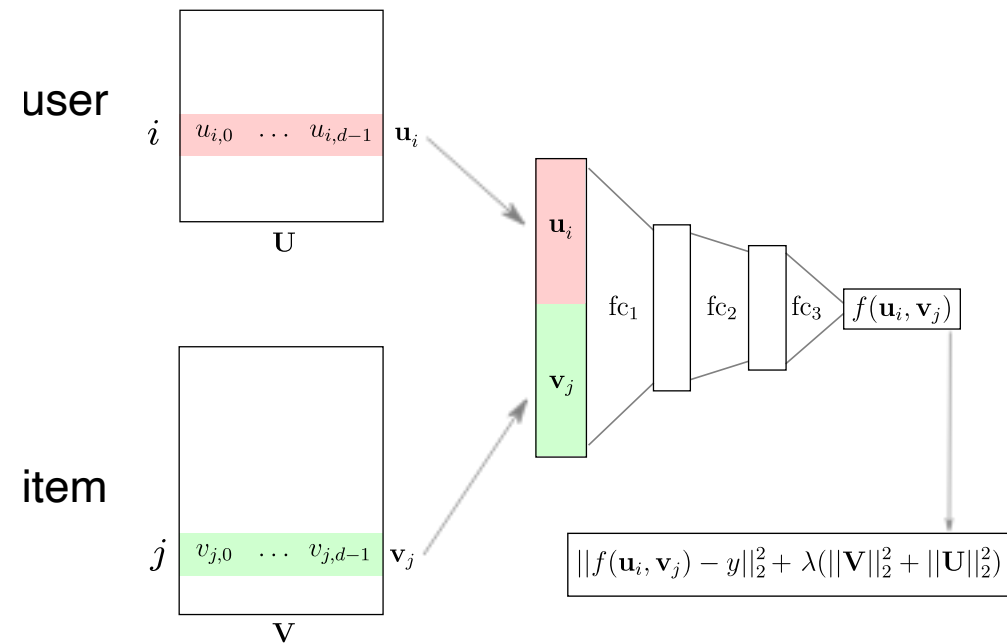 user
i u_{i,0} … u_{i,d−1} u_i
U
u_i
fc_1 fc_2 fc_3 f(u_i, v_j)
v_j
item
j v_{j,0} … v_{j,d−1} v_j
V
||f(u_i, v_j) − y||_2^2 + λ(||V||_2^2 + ||U||_2^2)